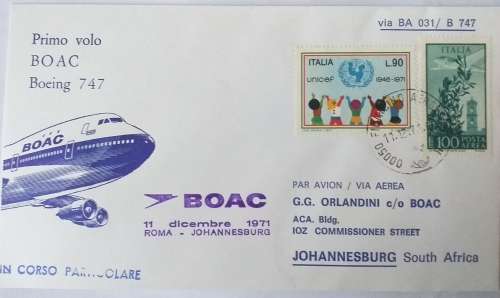 via BA 031/ B 747
Primo volo
BOAC
Boeing 747
ITALIA
L.90
unicef
1946-1971
ITALIA
100
POSTA
AEREA
00050
BOAC
BOAC
11 dicembre 1971
ROMA - JOHANNESBURG
PAR AVION / VIA AEREA
G.G. ORLANDINI c/o BOAC
ACA. Bldg.
IOZ COMMISSIONER STREET
JOHANNESBURG South Africa
IN CORSO PARTICOLARE